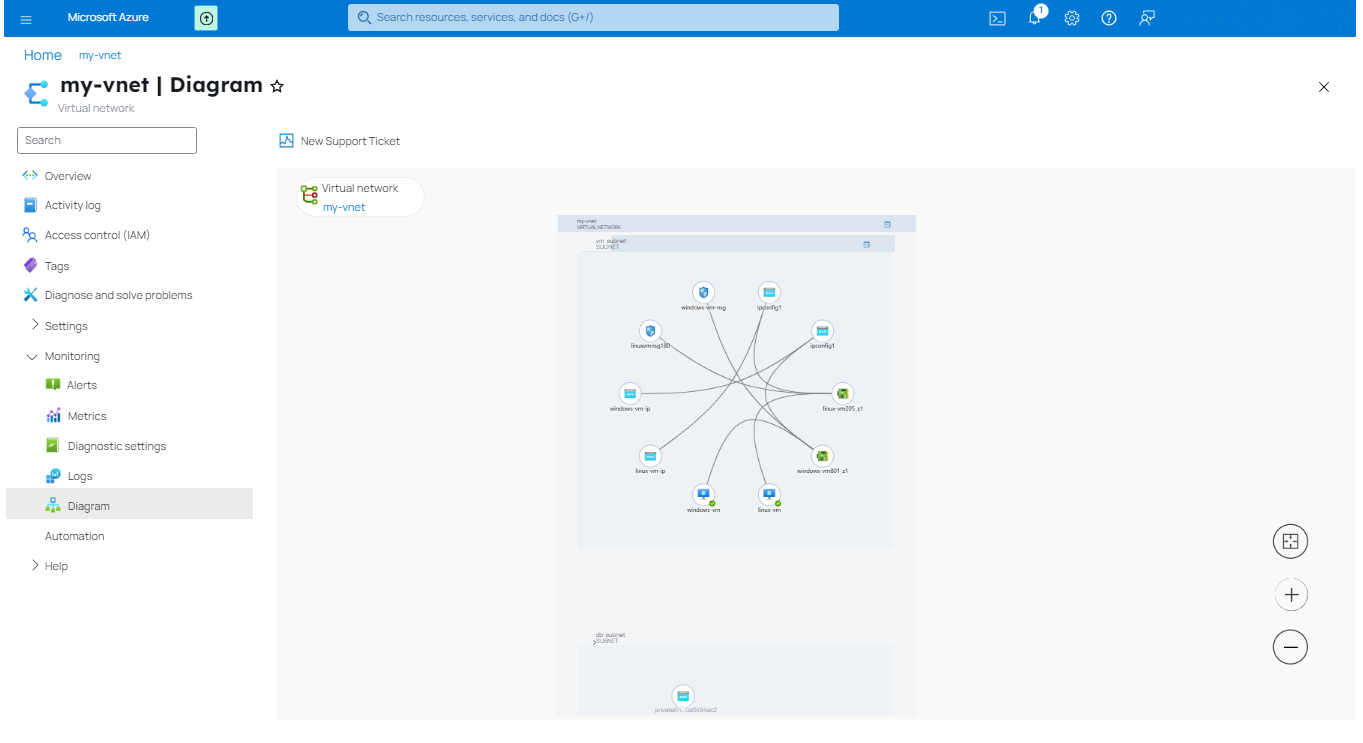 Microsoft Azure
Search resources, services, and docs (G+/)
1
Home my-vnet
my-vnet | Diagram
Virtual network
Search
New Support Ticket
Overview
Activity log
Access control (IAM)
Tags
Diagnose and solve problems
Settings
Monitoring
Alerts
Metrics
Diagnostic settings
Logs
Diagram
Automation
Help
Virtual network
my-vnet
my-vnet
VIRTUAL NETWORK
vm-subnet
SUBNET
windows-vm-nsg
ipconfig1
linuxvmnsg180
ipconfig1
windows-vm-ip
linux-vm205_z1
linux-vm-ip
windows-vm801_z1
windows-vm
linux-vm
db-subnet
SUBNET